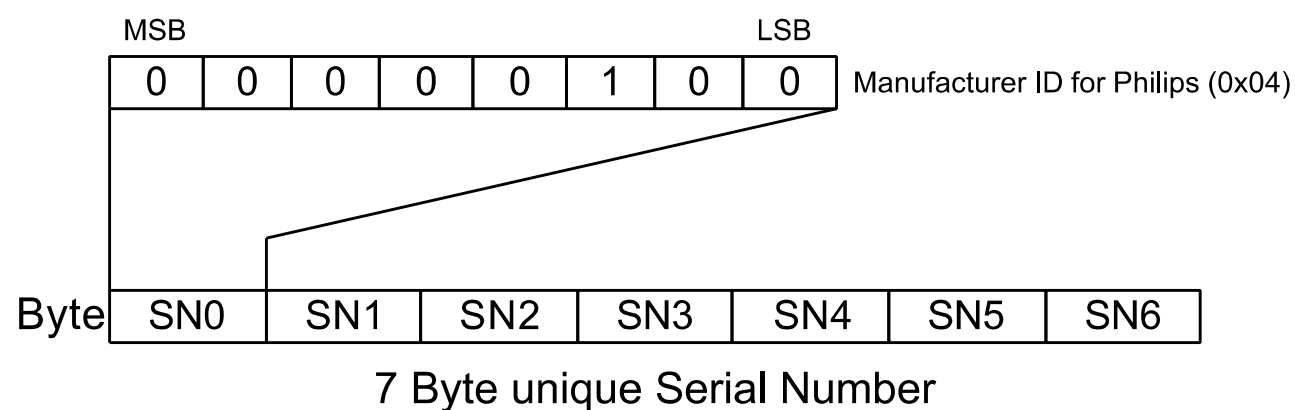 MSB LSB
0 0 0 0 0 1 0 0 Manufacturer ID for Philips (0x04)
Byte SN0 SN1 SN2 SN3 SN4 SN5 SN6
7 Byte unique Serial Number